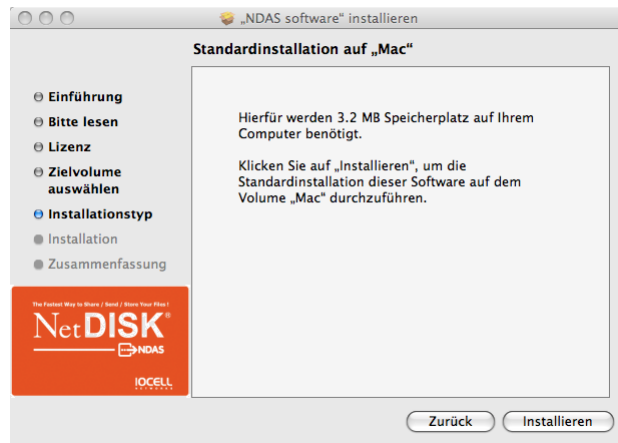 „NDAS software“ installieren
Standardinstallation auf „Mac“
Einführung
Bitte lesen
Lizenz
Zielvolume
auswählen
Installationstyp
Installation
Zusammenfassung
Hierfür werden 3.2 MB Speicherplatz auf Ihrem
Computer benötigt.
Klicken Sie auf „Installieren“, um die
Standardinstallation dieser Software auf dem
Volume „Mac“ durchzuführen.
The Fastest Way to Share / Send / Store Your Files !
NetDISK®
NDAS
IOCELL
NETWORKS
Zurück
Installieren